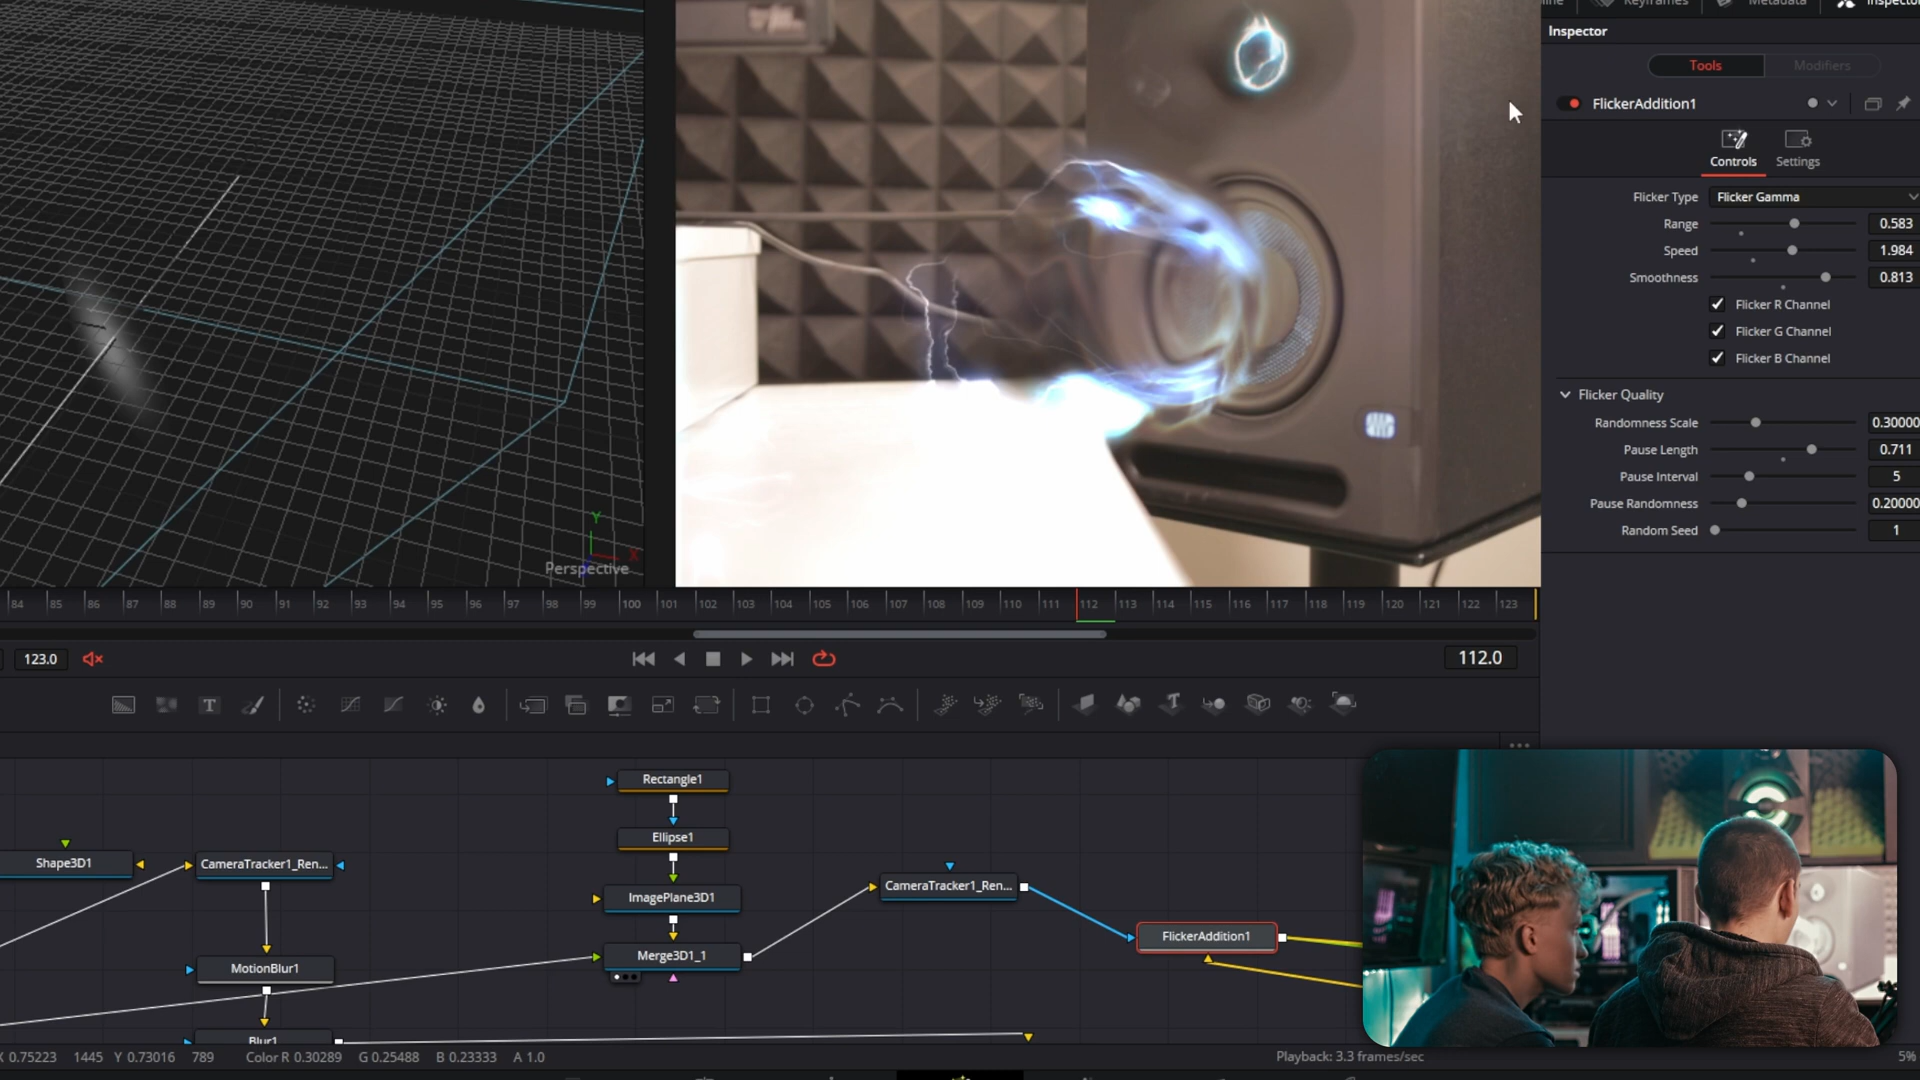 Keyframes
Metadata
Inspector
Inspector
Tools
Modifiers
FlickerAddition1
Controls
Settings
Flicker Type
Flicker Gamma
Range
0.583
Speed
1.984
Smoothness
0.813
Flicker R Channel
Flicker G Channel
Flicker B Channel
Flicker Quality
Randomness Scale
0.30000
Pause Length
0.711
Pause Interval
5
Pause Randomness
0.20000
Random Seed
1
Y
X
Perspective
84 85 86 87 88 89 90 91 92 93 94 95 96 97 98 99 100 101 102 103 104 105 106 107 108 109 110 111 112 113 114 115 116 117 118 119 120 121 122 123
123.0
112.0
T
Rectangle1
Ellipse1
Shape3D1
CameraTracker1_Ren...
ImagePlane3D1
CameraTracker1_Ren...
Merge3D1_1
FlickerAddition1
MotionBlur1
Blur1
X 0.75223 1445 Y 0.73016 789 Color R 0.30289 G 0.25488 B 0.23333 A 1.0
Playback: 3.3 frames/sec
5%